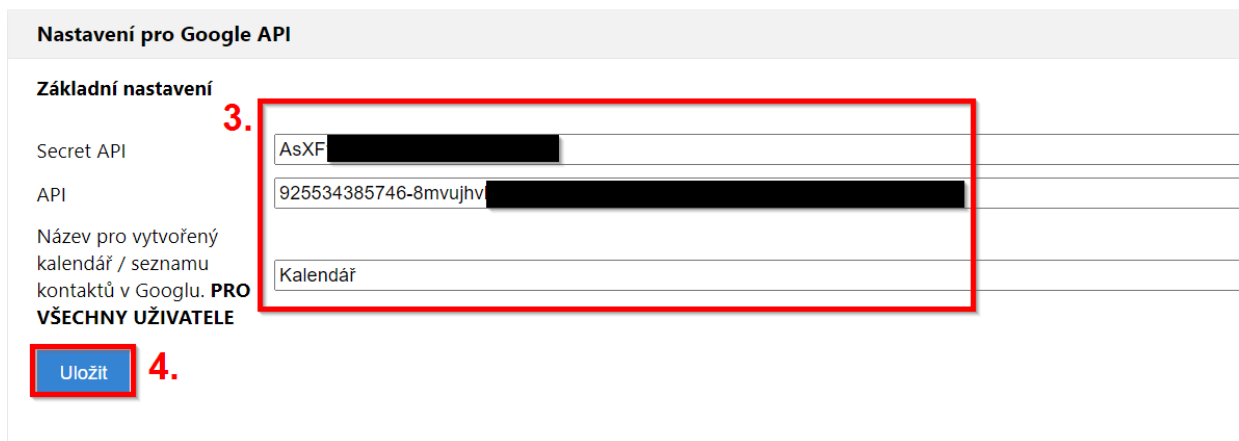 Nastavení pro Google API
Základní nastavení
3.
Secret API
AsXF
API
925534385746-8mvujhv
Název pro vytvořený
kalendář / seznamu
kontaktů v Googlu. PRO
VŠECHNY UŽIVATELE
Kalendář
Uložit
4.